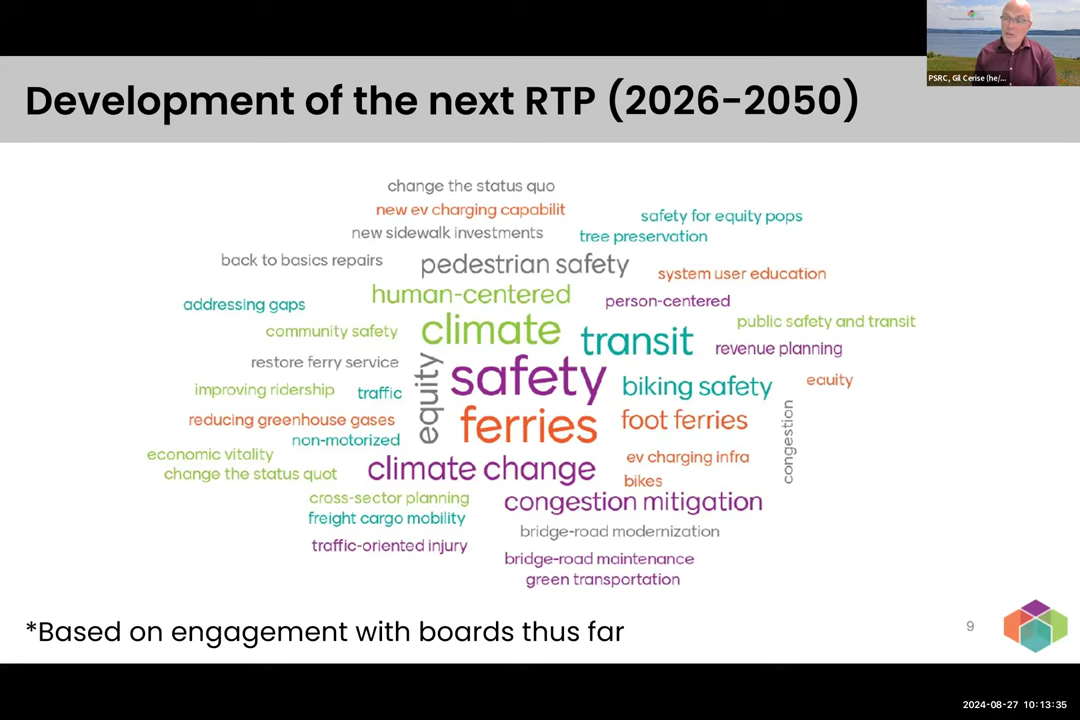 PSRC, Gil Cerise (he/...
Development of the next RTP (2026-2050)
change the status quo
new ev charging capabilit
safety for equity pops
new sidewalk investments
tree preservation
back to basics repairs
pedestrian safety
system user education
human-centered
person-centered
addressing gaps
community safety
climate
transit
public safety and transit
revenue planning
restore ferry service
equity
safety
biking safety
eauity
improving ridership
traffic
reducing greenhouse gases
ferries
foot ferries
congestion
non-motorized
economic vitality
climate change
ev charging infra
change the status quot
bikes
cross-sector planning
congestion mitigation
freight cargo mobility
bridge-road modernization
traffic-oriented injury
bridge-road maintenance
green transportation
*Based on engagement with boards thus far
9
2024-08-27 10:13:35